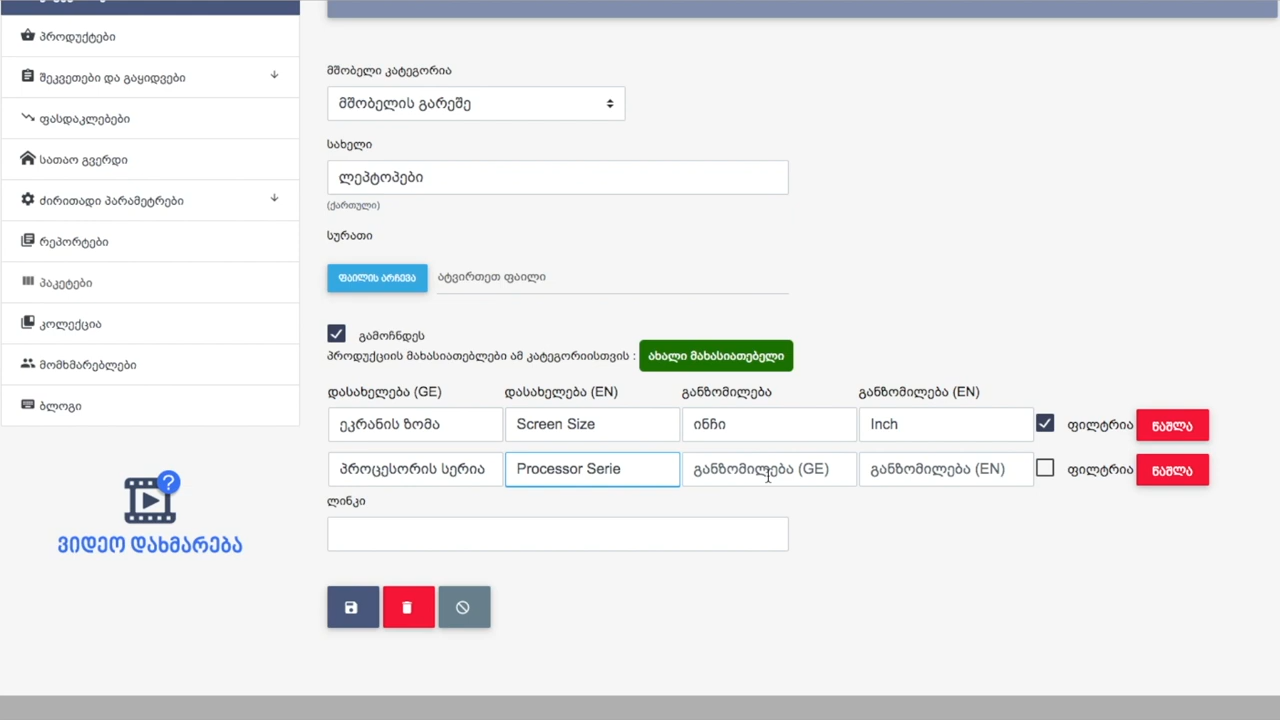 პროდუქტები
შეკვეთები და გაყიდვები
ფასდაკლებები
სათაო გვერდი
ძირითადი პარამეტრები
რეპორტები
პაკეტები
კოლექცია
მომხმარებლები
ბლოგი
?
ვიდეო დახმარება
მშობელი კატეგორია
მშობელის გარეშე
სახელი
ლეპტოპები
(ქართული)
სურათი
ფაილის არჩევა ატვირთეთ ფაილი
გამოჩნდეს
პროდუქციის მახასიათებლები ამ კატეგორიისთვის : ახალი მახასიათებელი
დასახელება (GE) დასახელება (EN) განზომილება განზომილება (EN)
ეკრანის ზომა Screen Size ინჩი Inch ფილტრია წაშლა
პროცესორის სერია Processor Serie განზომილება (GE) განზომილება (EN) ფილტრია წაშლა
ლინკი